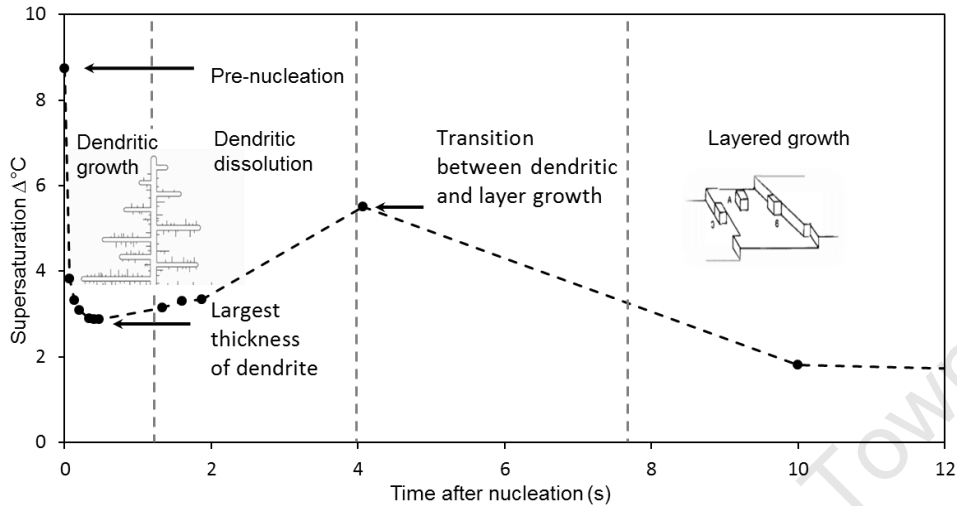 10
8
6
4
2
0
Supersaturation Δ°C
Pre-nucleation
Dendritic
growth
Dendritic
dissolution
Transition
between dendritic
and layer growth
Layered growth
A
B
Largest
thickness
of dendrite
0 2 4 6 8 10 12
Time after nucleation (s)
Town